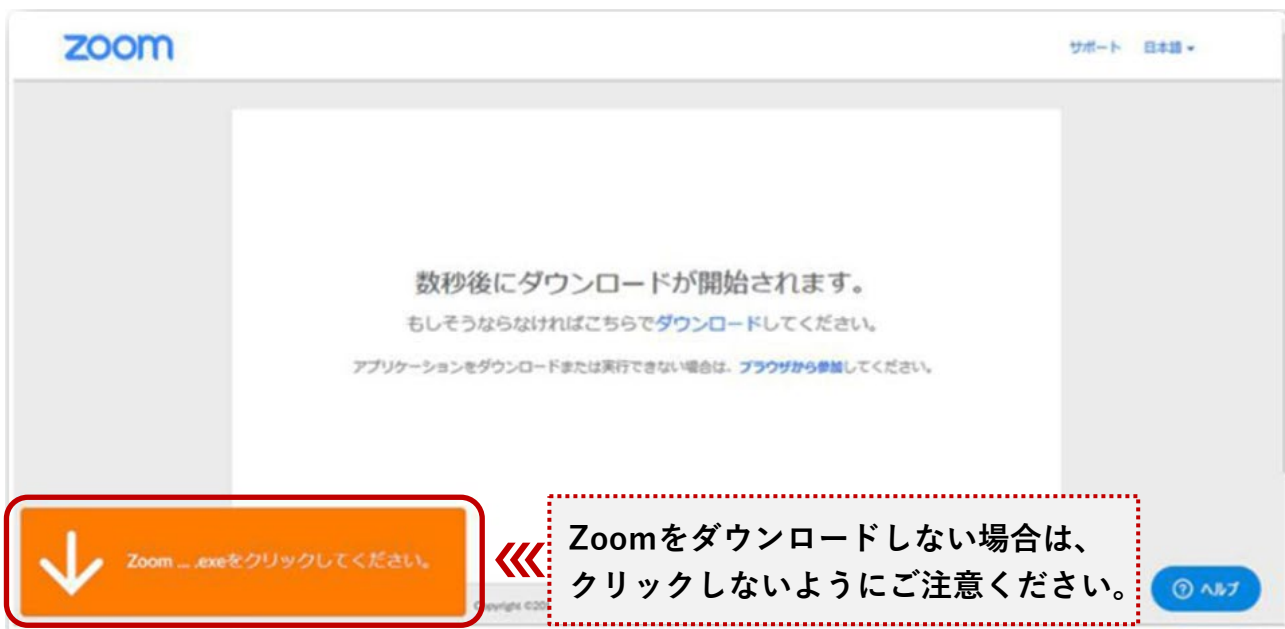 zoom
サポート 日本語
数秒後にダウンロードが開始されます。
もしそうならなければこちらでダウンロードしてください。
アプリケーションをダウンロードまたは実行できない場合は、ブラウザから参加してください。
Zoom ... .exeをクリックしてください。
Zoomをダウンロードしない場合は、
クリックしないようにご注意ください。
Copyright ©20
ヘルプ